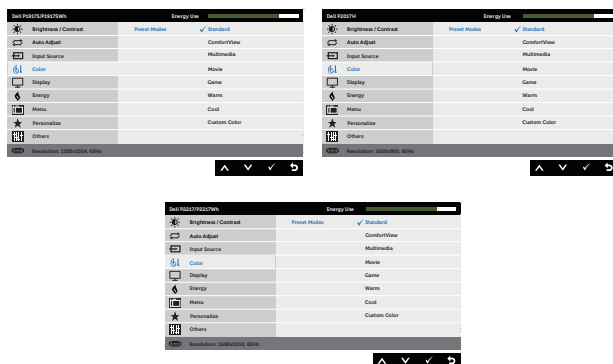 Dell P1917S/P1917SWh Energy Use
Brightness / Contrast Preset Modes ✓ Standard
Auto Adjust ComfortView
Input Source Multimedia
Color Movie
Display Game
Energy Warm
Menu Cool
Personalize Custom Color
Others
Resolution: 1280x1024, 60Hz
Dell P2017H Energy Use
Brightness / Contrast Preset Modes ✓ Standard
Auto Adjust ComfortView
Input Source Multimedia
Color Movie
Display Game
Energy Warm
Menu Cool
Personalize Custom Color
Others
Resolution: 1600x900, 60Hz
Dell P2217/P2217Wh Energy Use
Brightness / Contrast Preset Modes ✓ Standard
Auto Adjust ComfortView
Input Source Multimedia
Color Movie
Display Game
Energy Warm
Menu Cool
Personalize Custom Color
Others
Resolution: 1680x1050, 60Hz